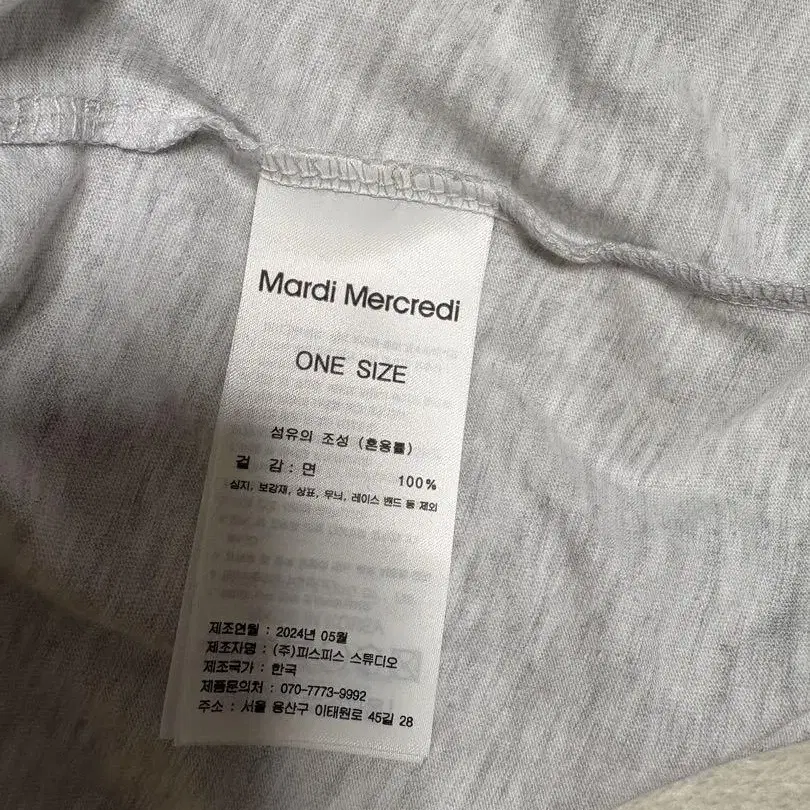 Mardi Mercredi
ONE SIZE
섬유의 조성 (혼용률)
겉 감 : 면 100%
심지, 보강재, 상표, 무늬, 레이스 밴드 등 제외
제조연월 : 2024년 05월
제조자명 : (주)피스피스 스튜디오
제조국가 : 한국
제품문의처 : 070-7773-9992
주소 : 서울 용산구 이태원로 45길 28